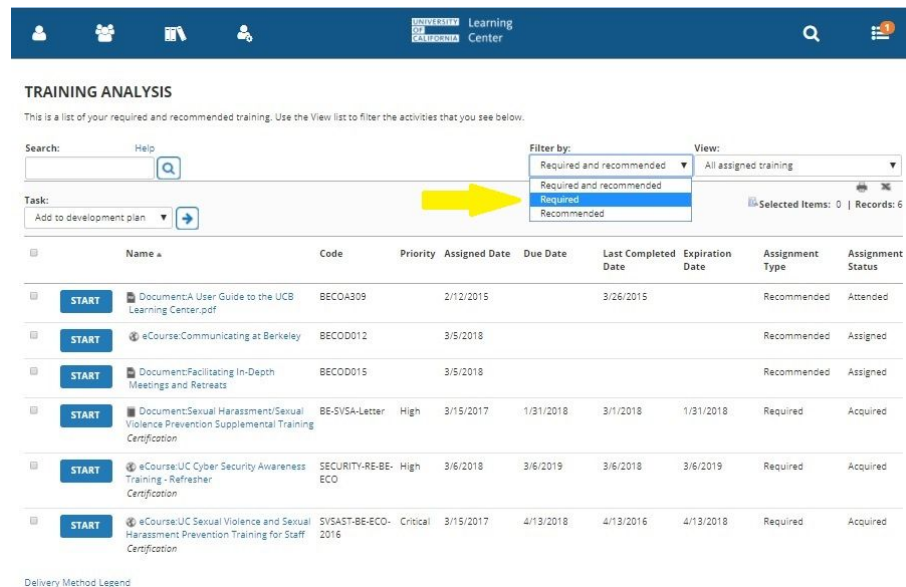 UNIVERSITY OF CALIFORNIA Learning Center
1
TRAINING ANALYSIS
This is a list of your required and recommended training. Use the View list to filter the activities that you see below.
Search: Help Filter by: View:
Required and recommended All assigned training
Required and recommended
Required
Recommended
Task:
Add to development plan
Selected Items: 0 | Records: 6
Name Code Priority Assigned Date Due Date Last Completed Date Expiration Date Assignment Type Assignment Status
START Document:A User Guide to the UCB BECOA309 2/12/2015 3/26/2015 Recommended Attended
Learning Center.pdf
START eCourse:Communicating at Berkeley BECOD012 3/5/2018 Recommended Assigned
START Document:Facilitating In-Depth BECOD015 3/5/2018 Recommended Assigned
Meetings and Retreats
START Document:Sexual Harassment/Sexual BE-SVSA-Letter High 3/15/2017 1/31/2018 3/1/2018 1/31/2018 Required Acquired
Violence Prevention Supplemental Training
Certification
START eCourse:UC Cyber Security Awareness SECURITY-RE-BE- High 3/6/2018 3/6/2019 3/6/2018 3/6/2019 Required Acquired
Training - Refresher ECO
Certification
START eCourse:UC Sexual Violence and Sexual SVSAST-BE-ECO- Critical 3/15/2017 4/13/2018 4/13/2016 4/13/2018 Required Acquired
Harassment Prevention Training for Staff 2016
Certification
Delivery Method Legend